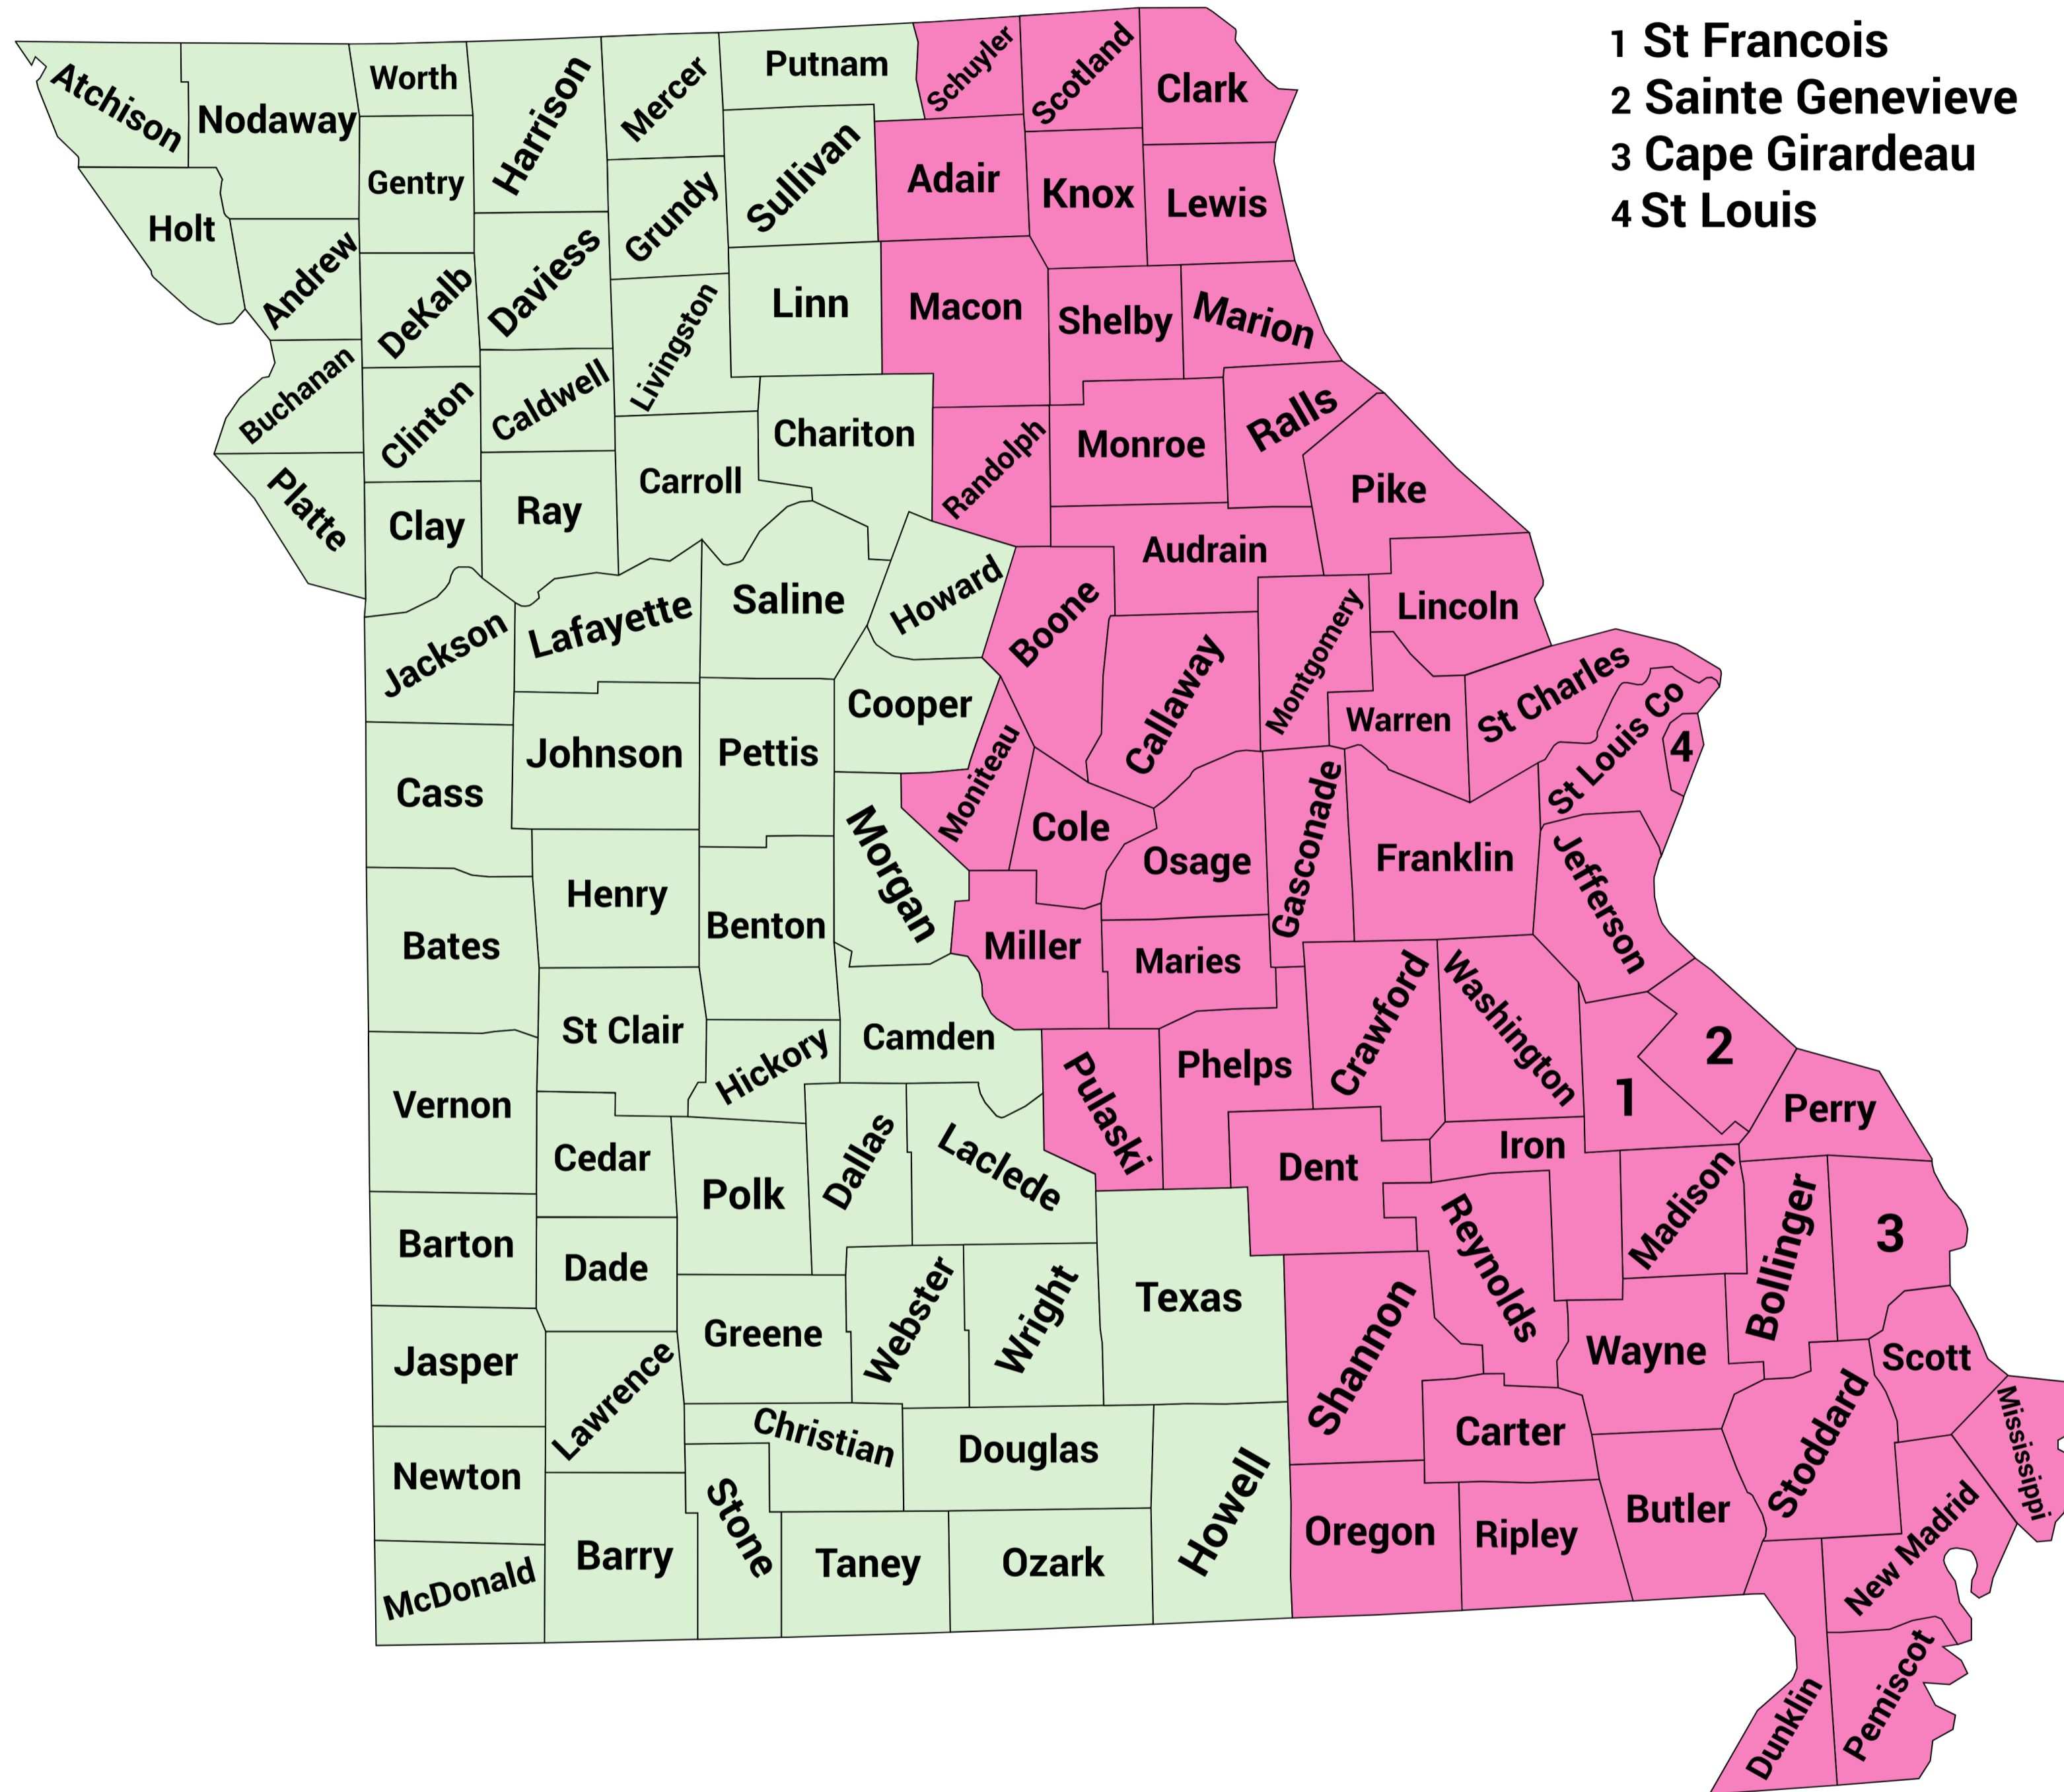 1 St Francois
2 Sainte Genevieve
3 Cape Girardeau
4 St Louis
Atchison
Nodaway
Worth
Harrison
Mercer
Putnam
Schuyler
Scotland
Clark
Gentry
Sullivan
Adair
Knox
Lewis
Holt
Andrew
DeKalb
Daviess
Grundy
Linn
Macon
Shelby
Marion
Buchanan
Clinton
Caldwell
Livingston
Chariton
Randolph
Monroe
Ralls
Pike
Platte
Clay
Ray
Carroll
Audrain
Saline
Howard
Boone
Callaway
Montgomery
Lincoln
Jackson
Lafayette
Cooper
Warren
St Charles
St Louis Co
4
Cass
Johnson
Pettis
Moniteau
Cole
Osage
Gasconade
Franklin
Jefferson
Henry
Benton
Morgan
Bates
Miller
Maries
Crawford
Washington
St Clair
Hickory
Camden
Pulaski
Phelps
1
2
Perry
Vernon
Cedar
Polk
Dallas
Laclede
Dent
Iron
Madison
Bollinger
3
Barton
Dade
Greene
Webster
Wright
Texas
Shannon
Reynolds
Wayne
Scott
Jasper
Lawrence
Christian
Douglas
Howell
Carter
Stoddard
Mississippi
Newton
Stone
Barry
Taney
Ozark
Oregon
Ripley
Butler
New Madrid
McDonald
Dunklin
Pemiscot